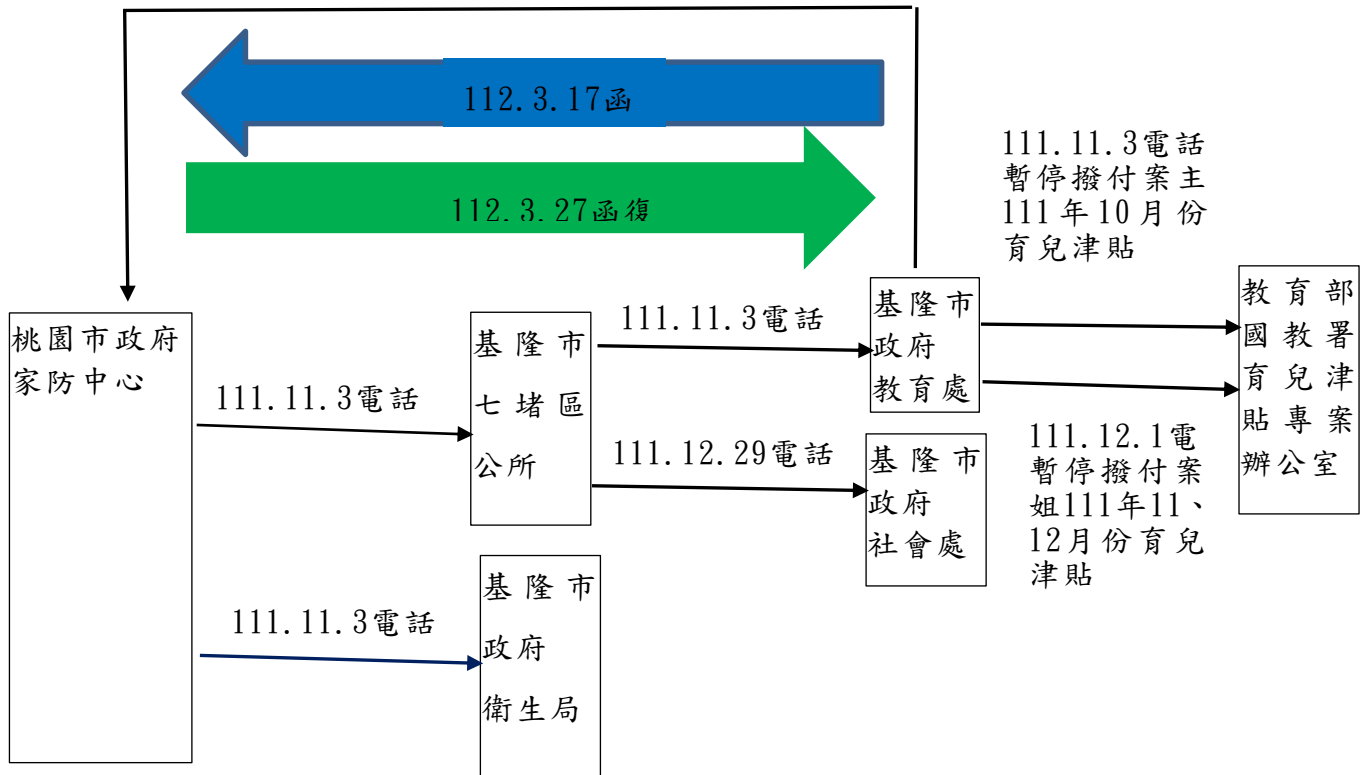 112.3.17函
112.3.27函復
111.11.3電話
暫停撥付案主
111年10月份
育兒津貼
桃園市政府
家防中心
111.11.3電話
基隆市
七堵區
公所
111.11.3電話
111.12.29電話
基隆市
政府
教育處
基隆市
政府
社會處
教育部
國教署
育兒津
貼專案
辦公室
111.12.1電
暫停撥付案
姐111年11、
12月份育兒
津貼
111.11.3電話
基隆市
政府
衛生局